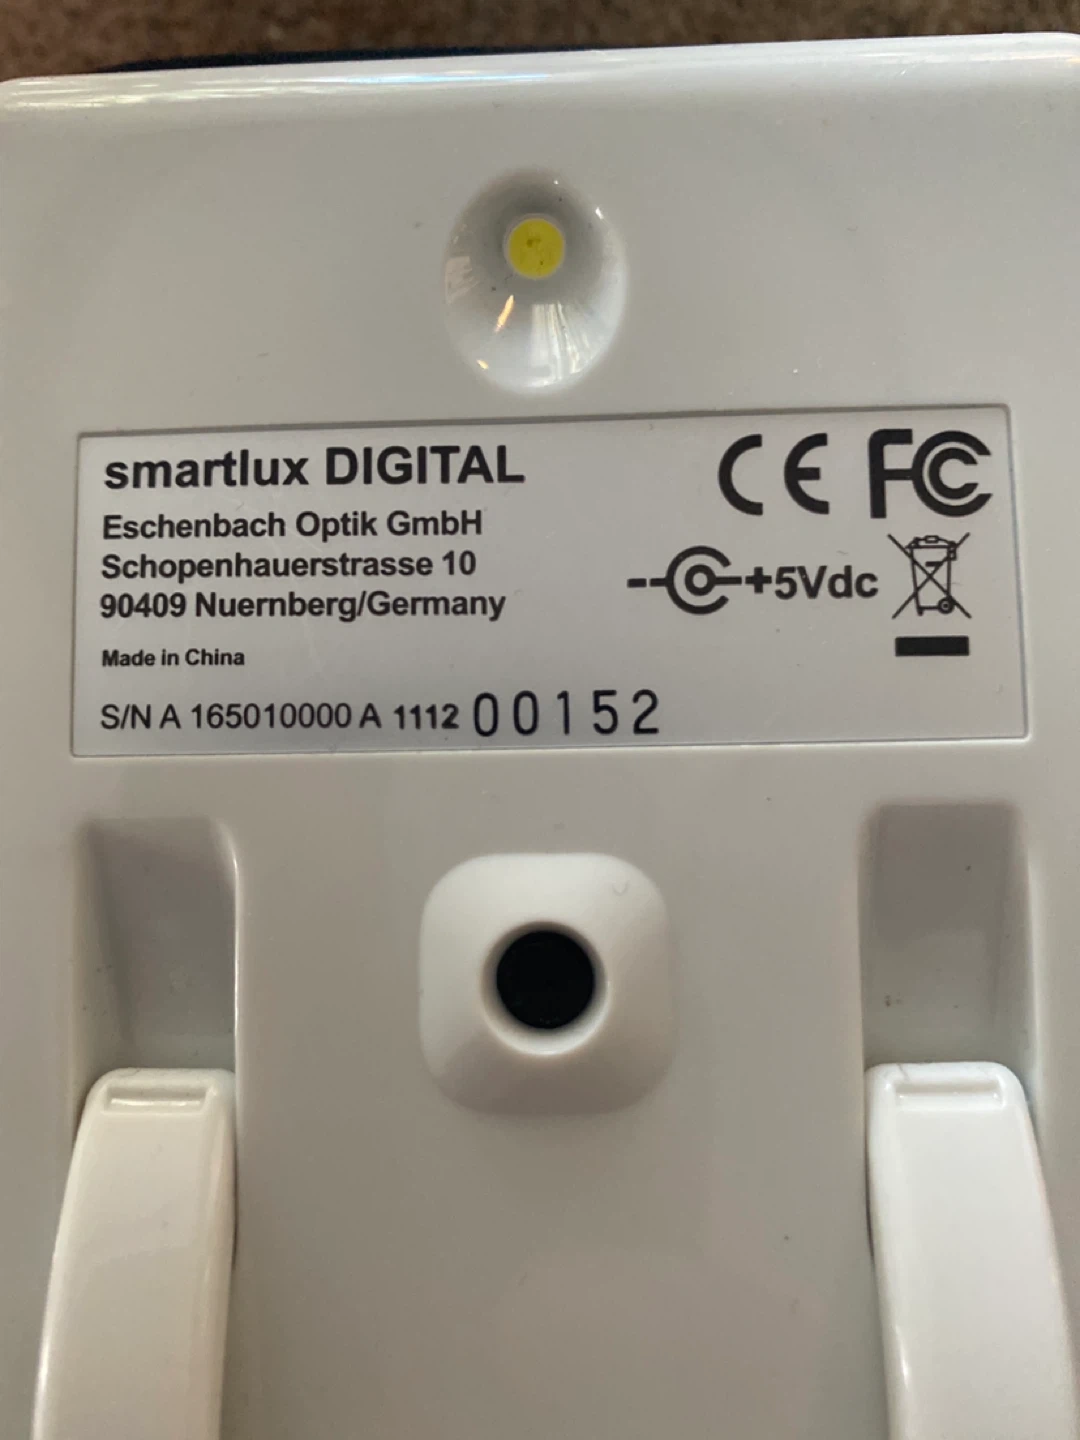 smartlux DIGITAL
CE FC
Eschenbach Optik GmbH
Schopenhauerstrasse 10
90409 Nuernberg/Germany
- +5Vdc
Made in China
S/N A 165010000 A 1112 00152